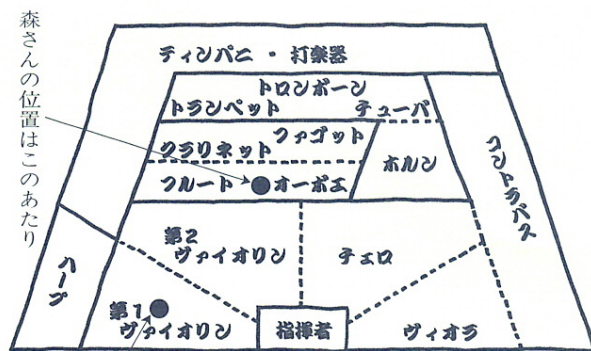 森さんの位置はこのあたり
ティンパニ・打楽器
トロンボーン
トランペット
チューバ
ファゴット
クラリネット
ホルン
フルート
オーボエ
コントラバス
ハープ
第2
ヴァイオリン
チェロ
第1
ヴァイオリン
指揮者
ヴィオラ